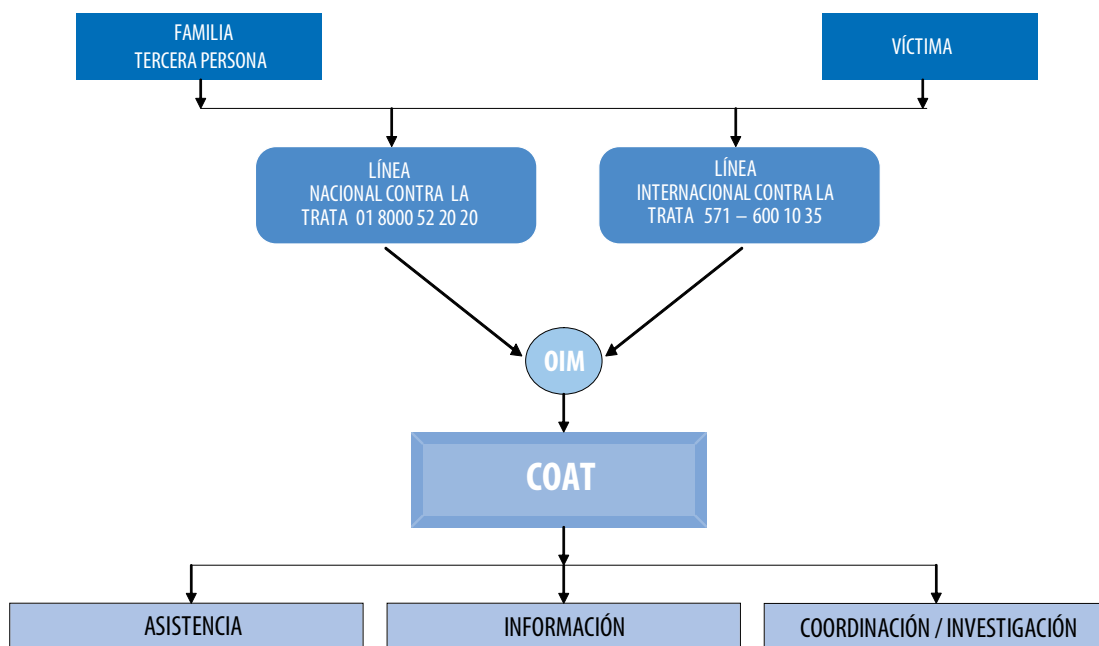 FAMILIA
TERCERA PERSONA
VÍCTIMA
LÍNEA
NACIONAL CONTRA LA
TRATA 01 8000 52 20 20
LÍNEA
INTERNACIONAL CONTRA LA
TRATA 571 – 600 10 35
OIM
COAT
ASISTENCIA
INFORMACIÓN
COORDINACIÓN / INVESTIGACIÓN